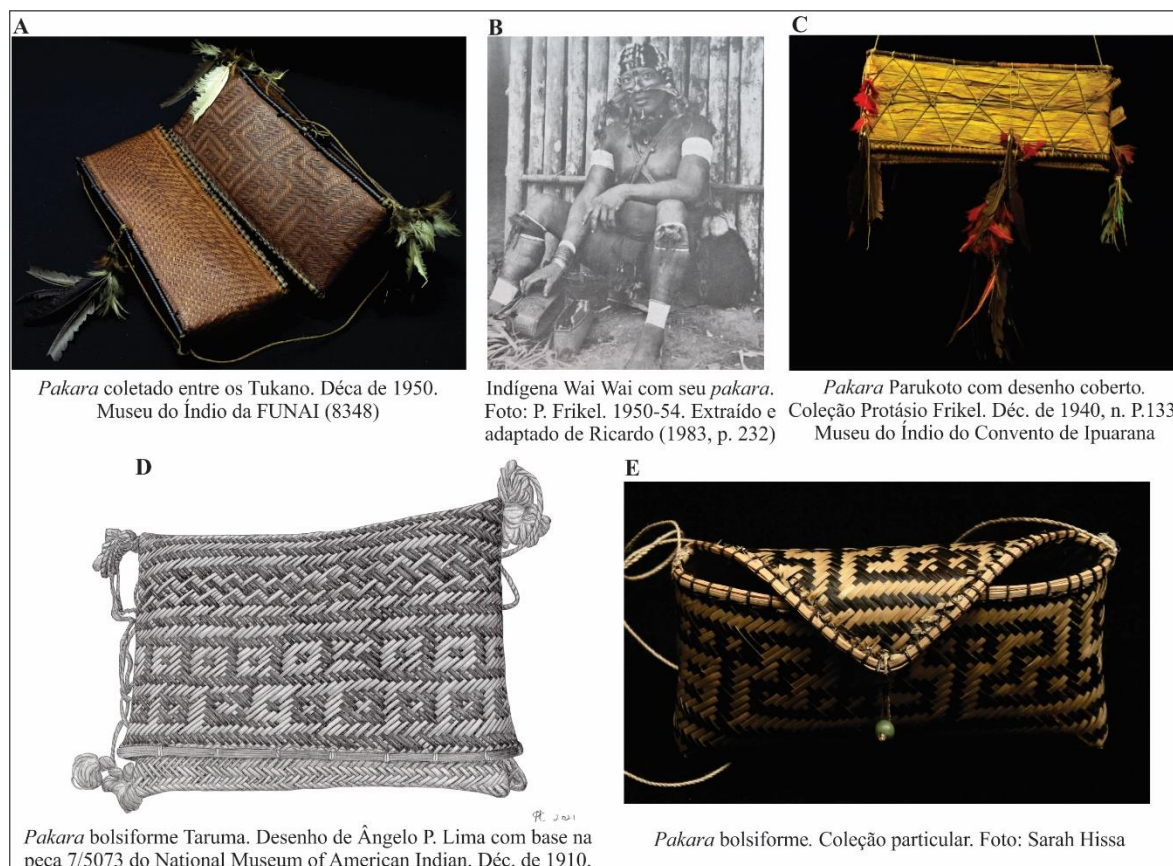 A
B
C
Pakara coletado entre os Tukano. Déca de 1950.
Museu do Índio da FUNAI (8348)
Indígena Wai Wai com seu pakara.
Foto: P. Frikel. 1950-54. Extraído e
adaptado de Ricardo (1983, p. 232)
Pakara Parukoto com desenho coberto.
Coleção Protásio Frikel. Déc. de 1940, n. P.133
Museu do Índio do Convento de Ipuarana
D
E
2021
Pakara bolsiforme Taruma. Desenho de Ângelo P. Lima com base na
peça 7/5073 do National Museum of American Indian. Déc. de 1910.
Pakara bolsiforme. Coleção particular. Foto: Sarah Hissa